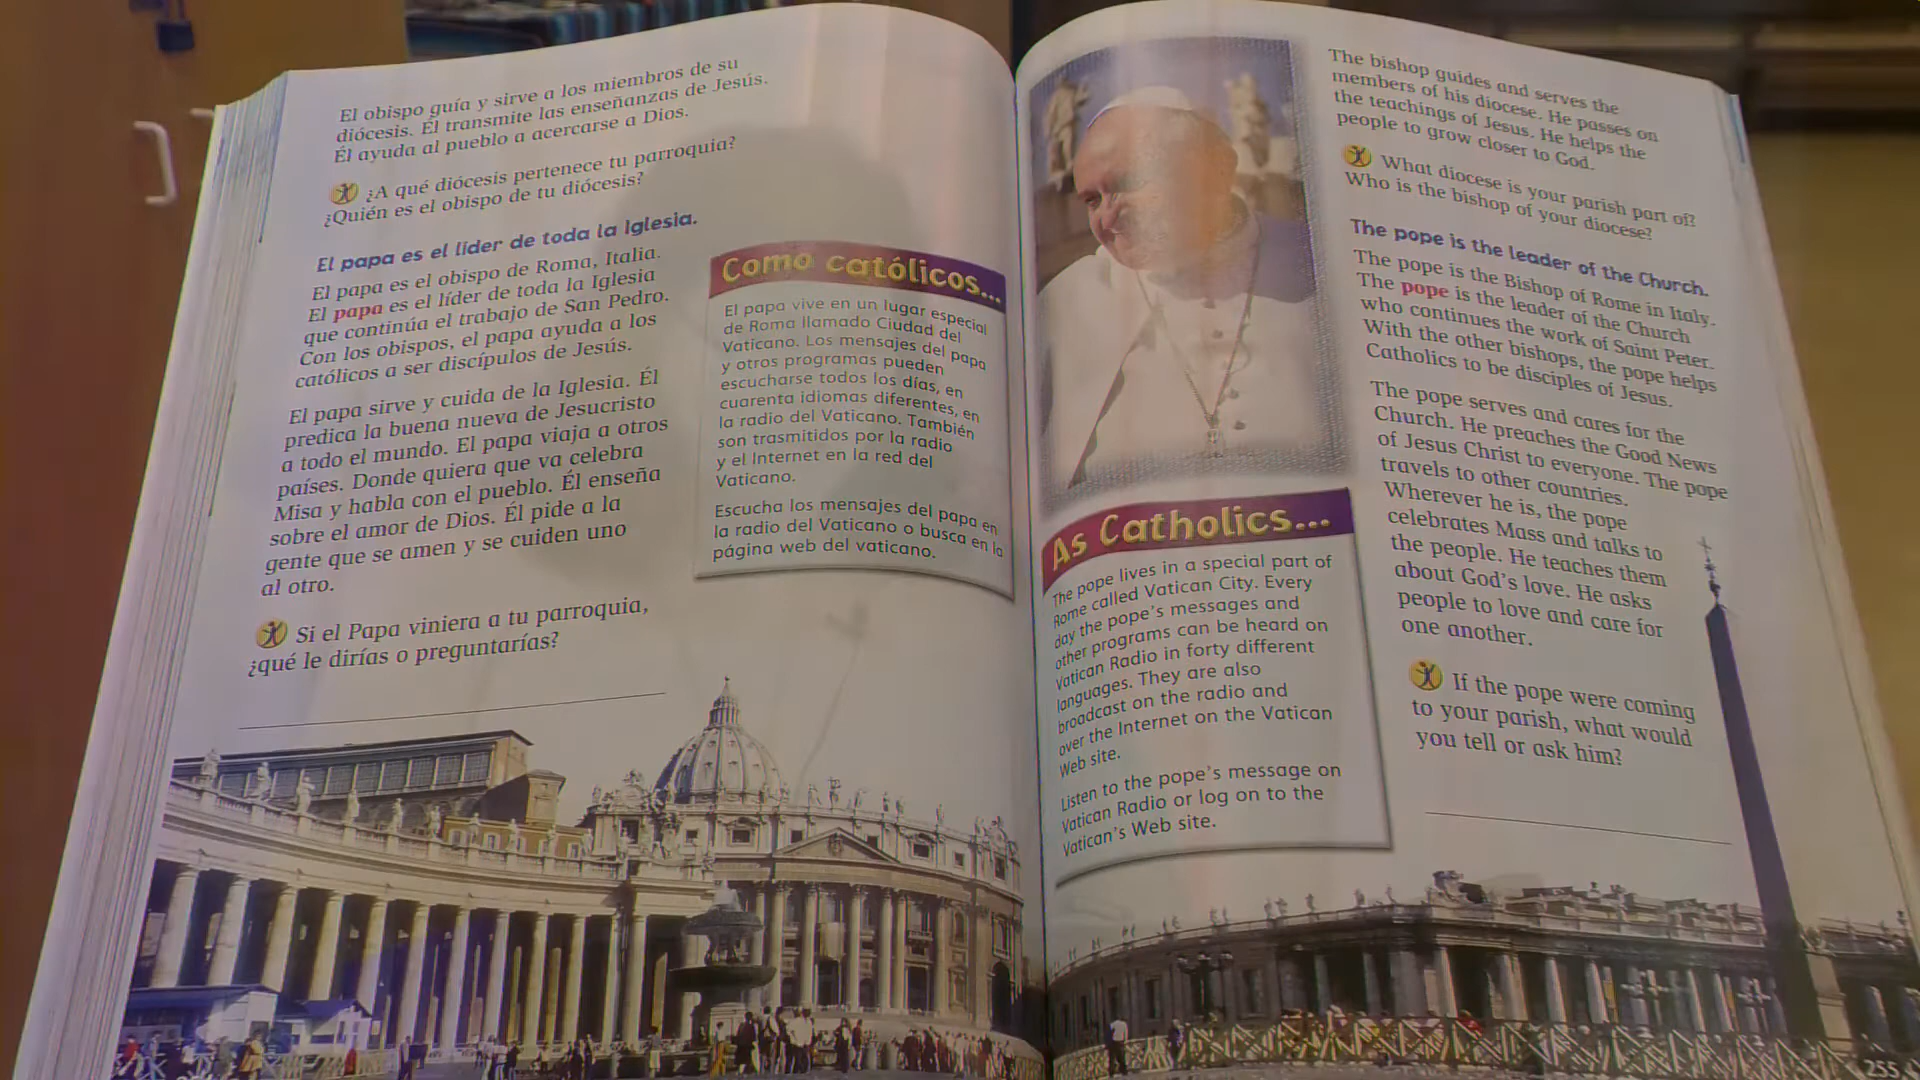 El obispo guía y sirve a los miembros de su
diócesis. Él transmite las enseñanzas de Jesús.
Él ayuda al pueblo a acercarse a Dios.
¿A qué diócesis pertenece tu parroquia?
¿Quién es el obispo de tu diócesis?
El papa es el líder de toda la Iglesia.
El papa es el obispo de Roma, Italia.
El papa es el líder de toda la Iglesia
que continúa el trabajo de San Pedro.
Con los obispos, el papa ayuda a los
católicos a ser discípulos de Jesús.
El papa sirve y cuida de la Iglesia. Él
predica la buena nueva de Jesucristo
a todo el mundo. El papa viaja a otros
países. Donde quiera que va celebra
Misa y habla con el pueblo. Él enseña
sobre el amor de Dios. Él pide a la
gente que se amen y se cuiden uno
al otro.
Si el Papa viniera a tu parroquia,
¿qué le dirías o preguntarías?
Como católicos...
El papa vive en un lugar especial
de Roma llamado Ciudad del
Vaticano. Los mensajes del papa
y otros programas pueden
escucharse todos los días, en
cuarenta idiomas diferentes, en
la radio del Vaticano. También
son trasmitidos por la radio
y el Internet en la red del
Vaticano.
Escucha los mensajes del papa en
la radio del Vaticano o busca en la
página web del vaticano.
As Catholics...
The pope lives in a special part of
Rome called Vatican City. Every
day the pope's messages and
other programs can be heard on
Vatican Radio in forty different
languages. They are also
broadcast on the radio and
over the Internet on the Vatican
Web site.
Listen to the pope's message on
Vatican Radio or log on to the
Vatican's Web site.
The bishop guides and serves the
members of his diocese. He passes on
the teachings of Jesus. He helps the
people to grow closer to God.
What diocese is your parish part of?
Who is the bishop of your diocese?
The pope is the leader of the Church.
The pope is the Bishop of Rome in Italy.
The pope is the leader of the Church
who continues the work of Saint Peter.
With the other bishops, the pope helps
Catholics to be disciples of Jesus.
The pope serves and cares for the
Church. He preaches the Good News
of Jesus Christ to everyone. The pope
travels to other countries.
Wherever he is, the pope
celebrates Mass and talks to
the people. He teaches them
about God's love. He asks
people to love and care for
one another.
If the pope were coming
to your parish, what would
you tell or ask him?
255